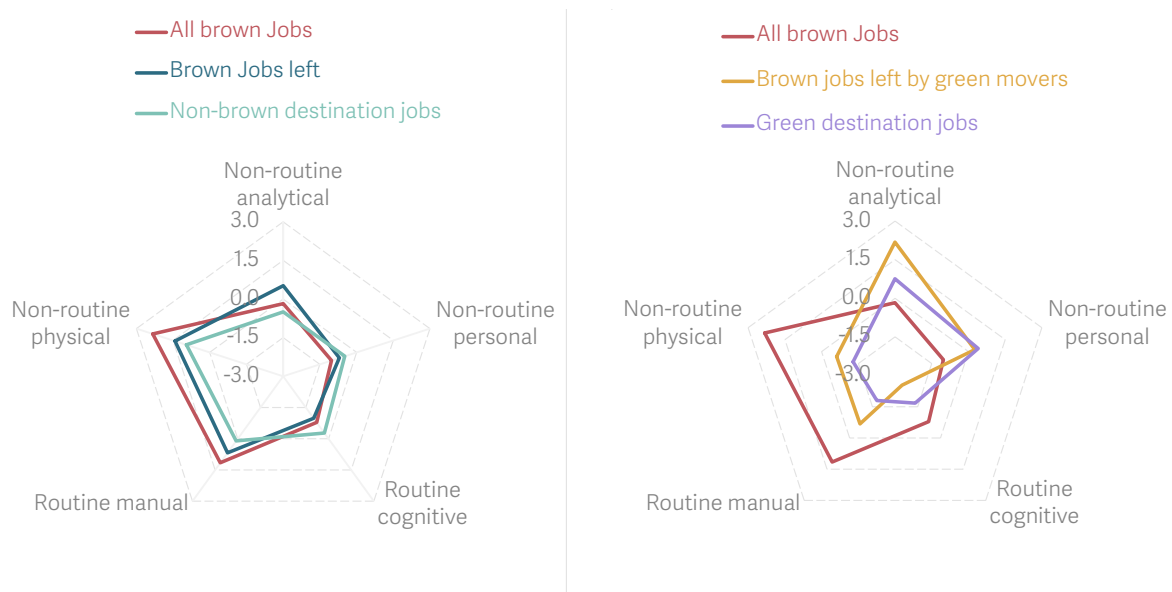 All brown Jobs
Brown Jobs left
Non-brown destination jobs
Non-routine
analytical
3.0
1.5
0.0
-1.5
-3.0
Non-routine
personal
Routine
cognitive
Routine manual
Non-routine
physical
All brown Jobs
Brown jobs left by green movers
Green destination jobs
Non-routine
analytical
3.0
1.5
0.0
-1.5
-3.0
Non-routine
personal
Routine
cognitive
Routine manual
Non-routine
physical